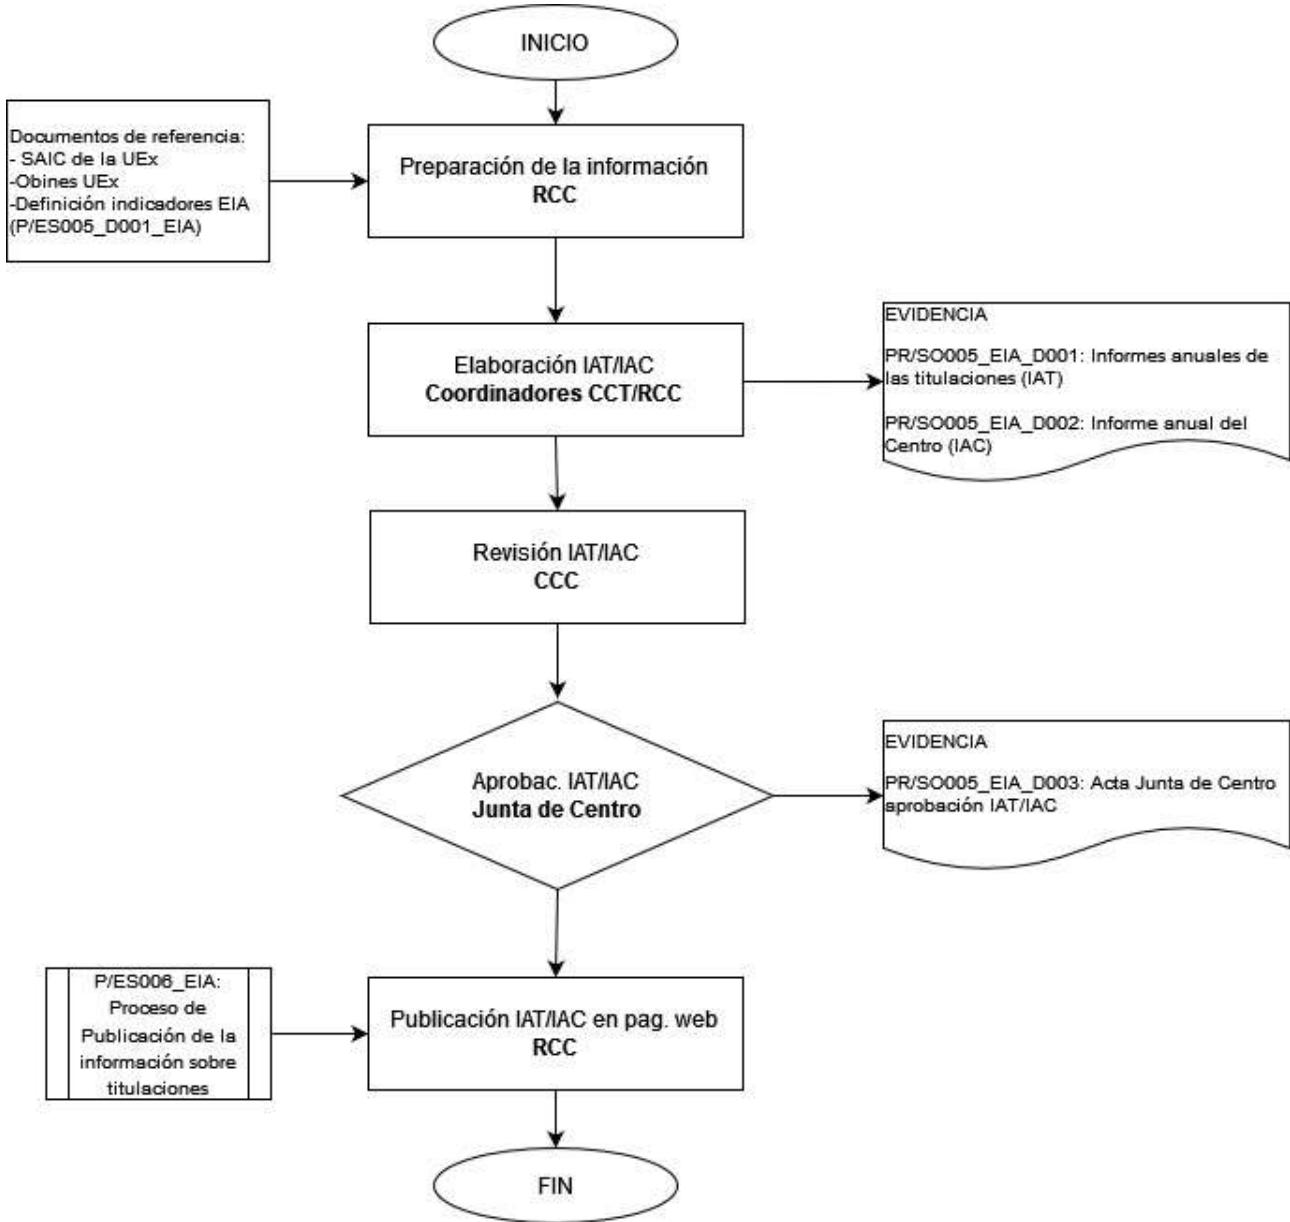 INICIO
Documentos de referencia:
- SAIC de la UEx
-Obines UEx
-Definición indicadores EIA
(P/ES005_D001_EIA)
Preparación de la información
RCC
Elaboración IAT/IAC
Coordinadores CCT/RCC
EVIDENCIA
PR/SO005_EIA_D001: Informes anuales de
las titulaciones (IAT)
PR/SO005_EIA_D002: Informe anual del
Centro (IAC)
Revisión IAT/IAC
CCC
Aprobac. IAT/IAC
Junta de Centro
EVIDENCIA
PR/SO005_EIA_D003: Acta Junta de Centro
aprobación IAT/IAC
P/ES006_EIA:
Proceso de
Publicación de la
información sobre
titulaciones
Publicación IAT/IAC en pag. web
RCC
FIN